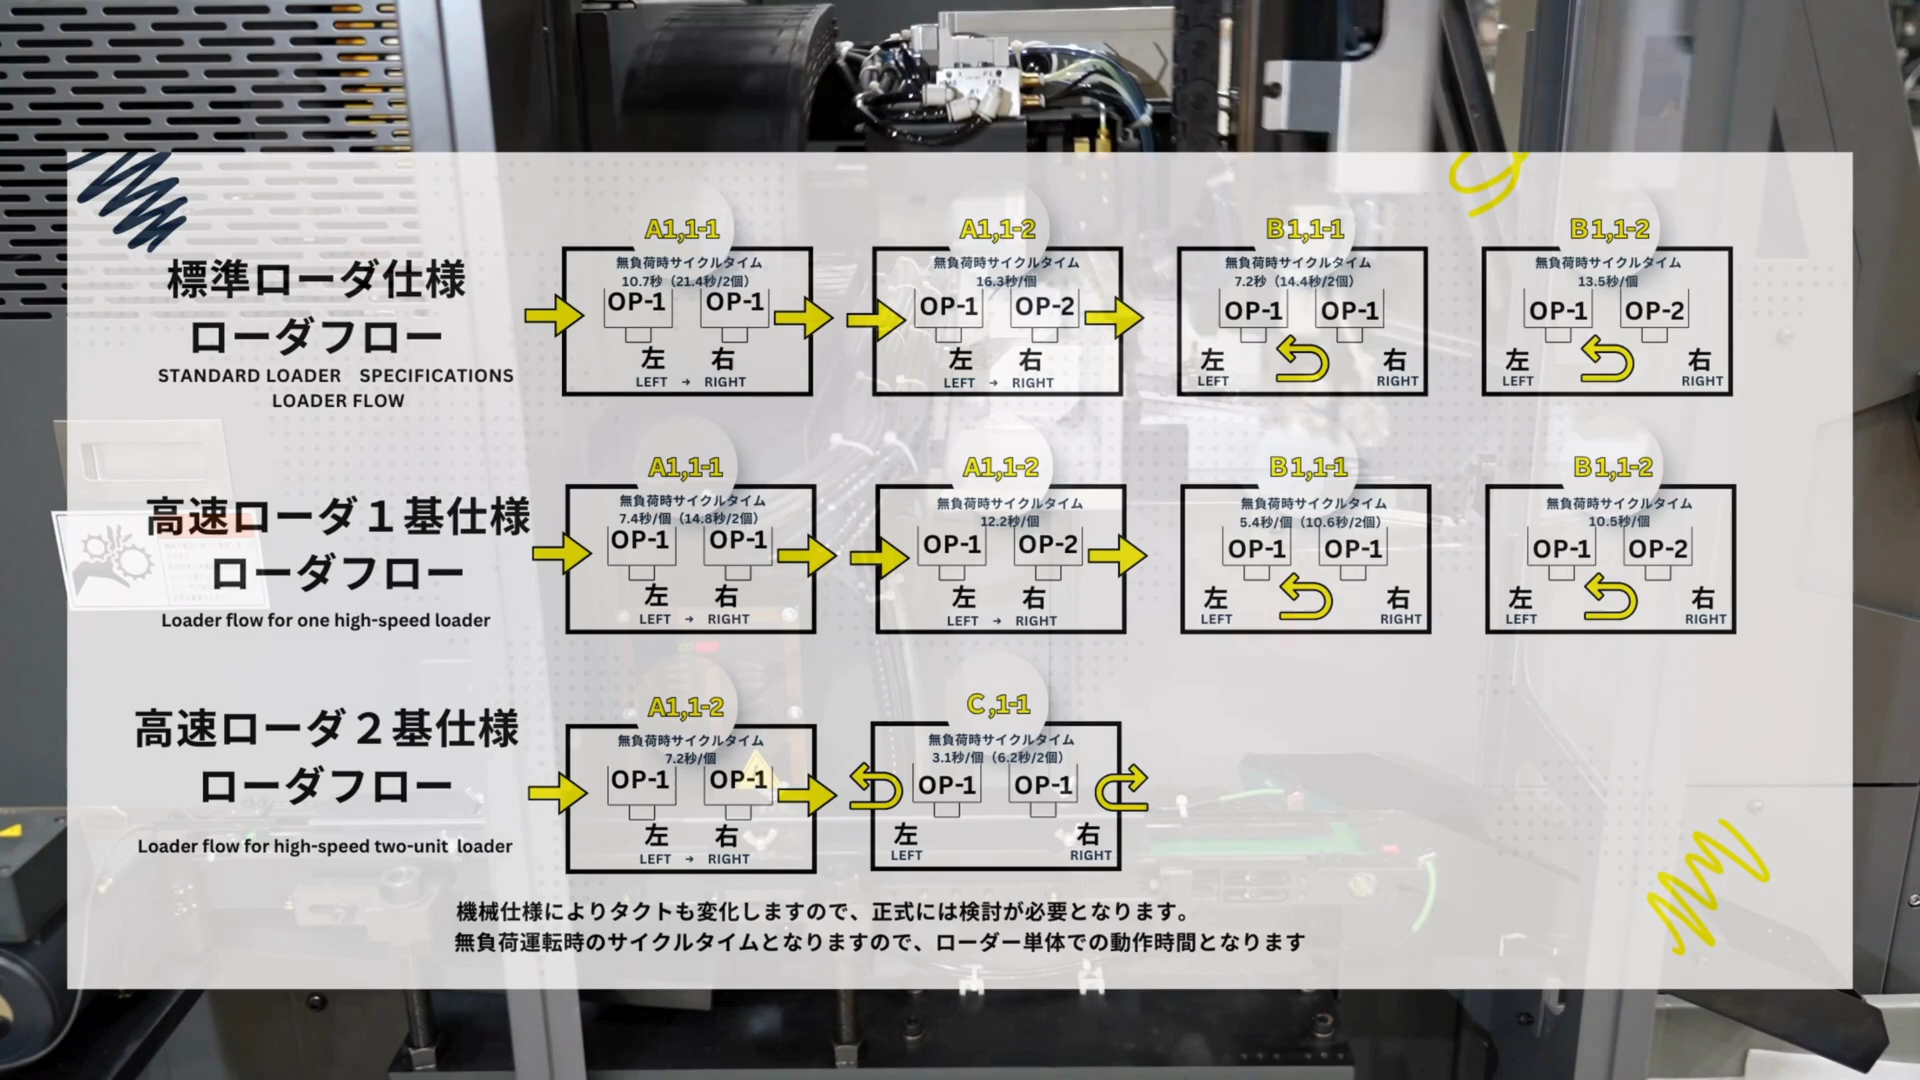 標準ローダ仕様
ローダフロー
STANDARD LOADER SPECIFICATIONS
LOADER FLOW
A1,1-1
無負荷時サイクルタイム
10.7秒（21.4秒/2個）
OP-1 OP-1
左 右
LEFT → RIGHT
A1,1-2
無負荷時サイクルタイム
16.3秒/個
OP-1 OP-2
左 右
LEFT → RIGHT
B1,1-1
無負荷時サイクルタイム
7.2秒（14.4秒/2個）
OP-1 OP-1
左 右
LEFT RIGHT
B1,1-2
無負荷時サイクルタイム
13.5秒/個
OP-1 OP-2
左 右
LEFT RIGHT
高速ローダ１基仕様
ローダフロー
Loader flow for one high-speed loader
A1,1-1
無負荷時サイクルタイム
7.4秒/個（14.8秒/2個）
OP-1 OP-1
左 右
LEFT → RIGHT
A1,1-2
無負荷時サイクルタイム
12.2秒/個
OP-1 OP-2
左 右
LEFT → RIGHT
B1,1-1
無負荷時サイクルタイム
5.4秒/個（10.6秒/2個）
OP-1 OP-1
左 右
LEFT RIGHT
B1,1-2
無負荷時サイクルタイム
10.5秒/個
OP-1 OP-2
左 右
LEFT RIGHT
高速ローダ２基仕様
ローダフロー
Loader flow for high-speed two-unit loader
A1,1-2
無負荷時サイクルタイム
7.2秒/個
OP-1 OP-1
左 右
LEFT → RIGHT
C,1-1
無負荷時サイクルタイム
3.1秒/個（6.2秒/2個）
OP-1 OP-1
左 右
LEFT RIGHT
機械仕様によりタクトも変化しますので、正式には検討が必要となります。
無負荷運転時のサイクルタイムとなりますので、ローダー単体での動作時間となります